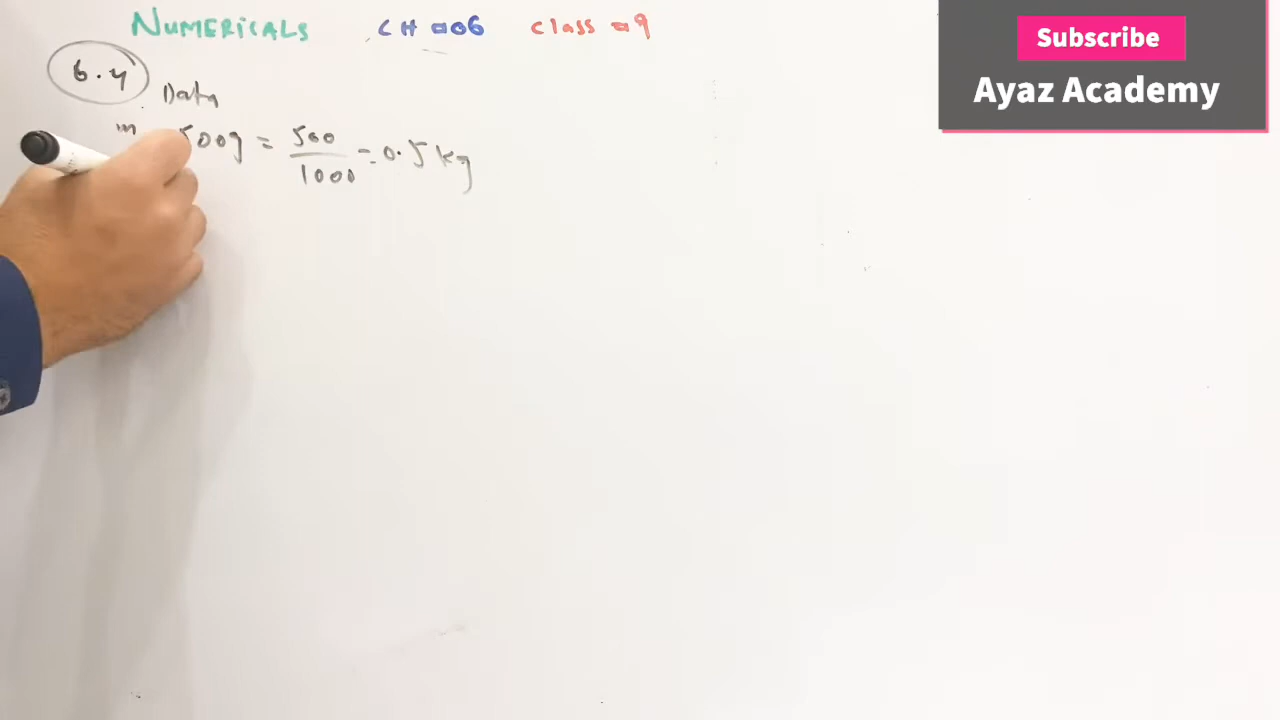 NUMERICALS CH # 06 Class # 9
Subscribe
Ayaz Academy
6.4
Data
m 500g = 500/1000 = 0.5 kg